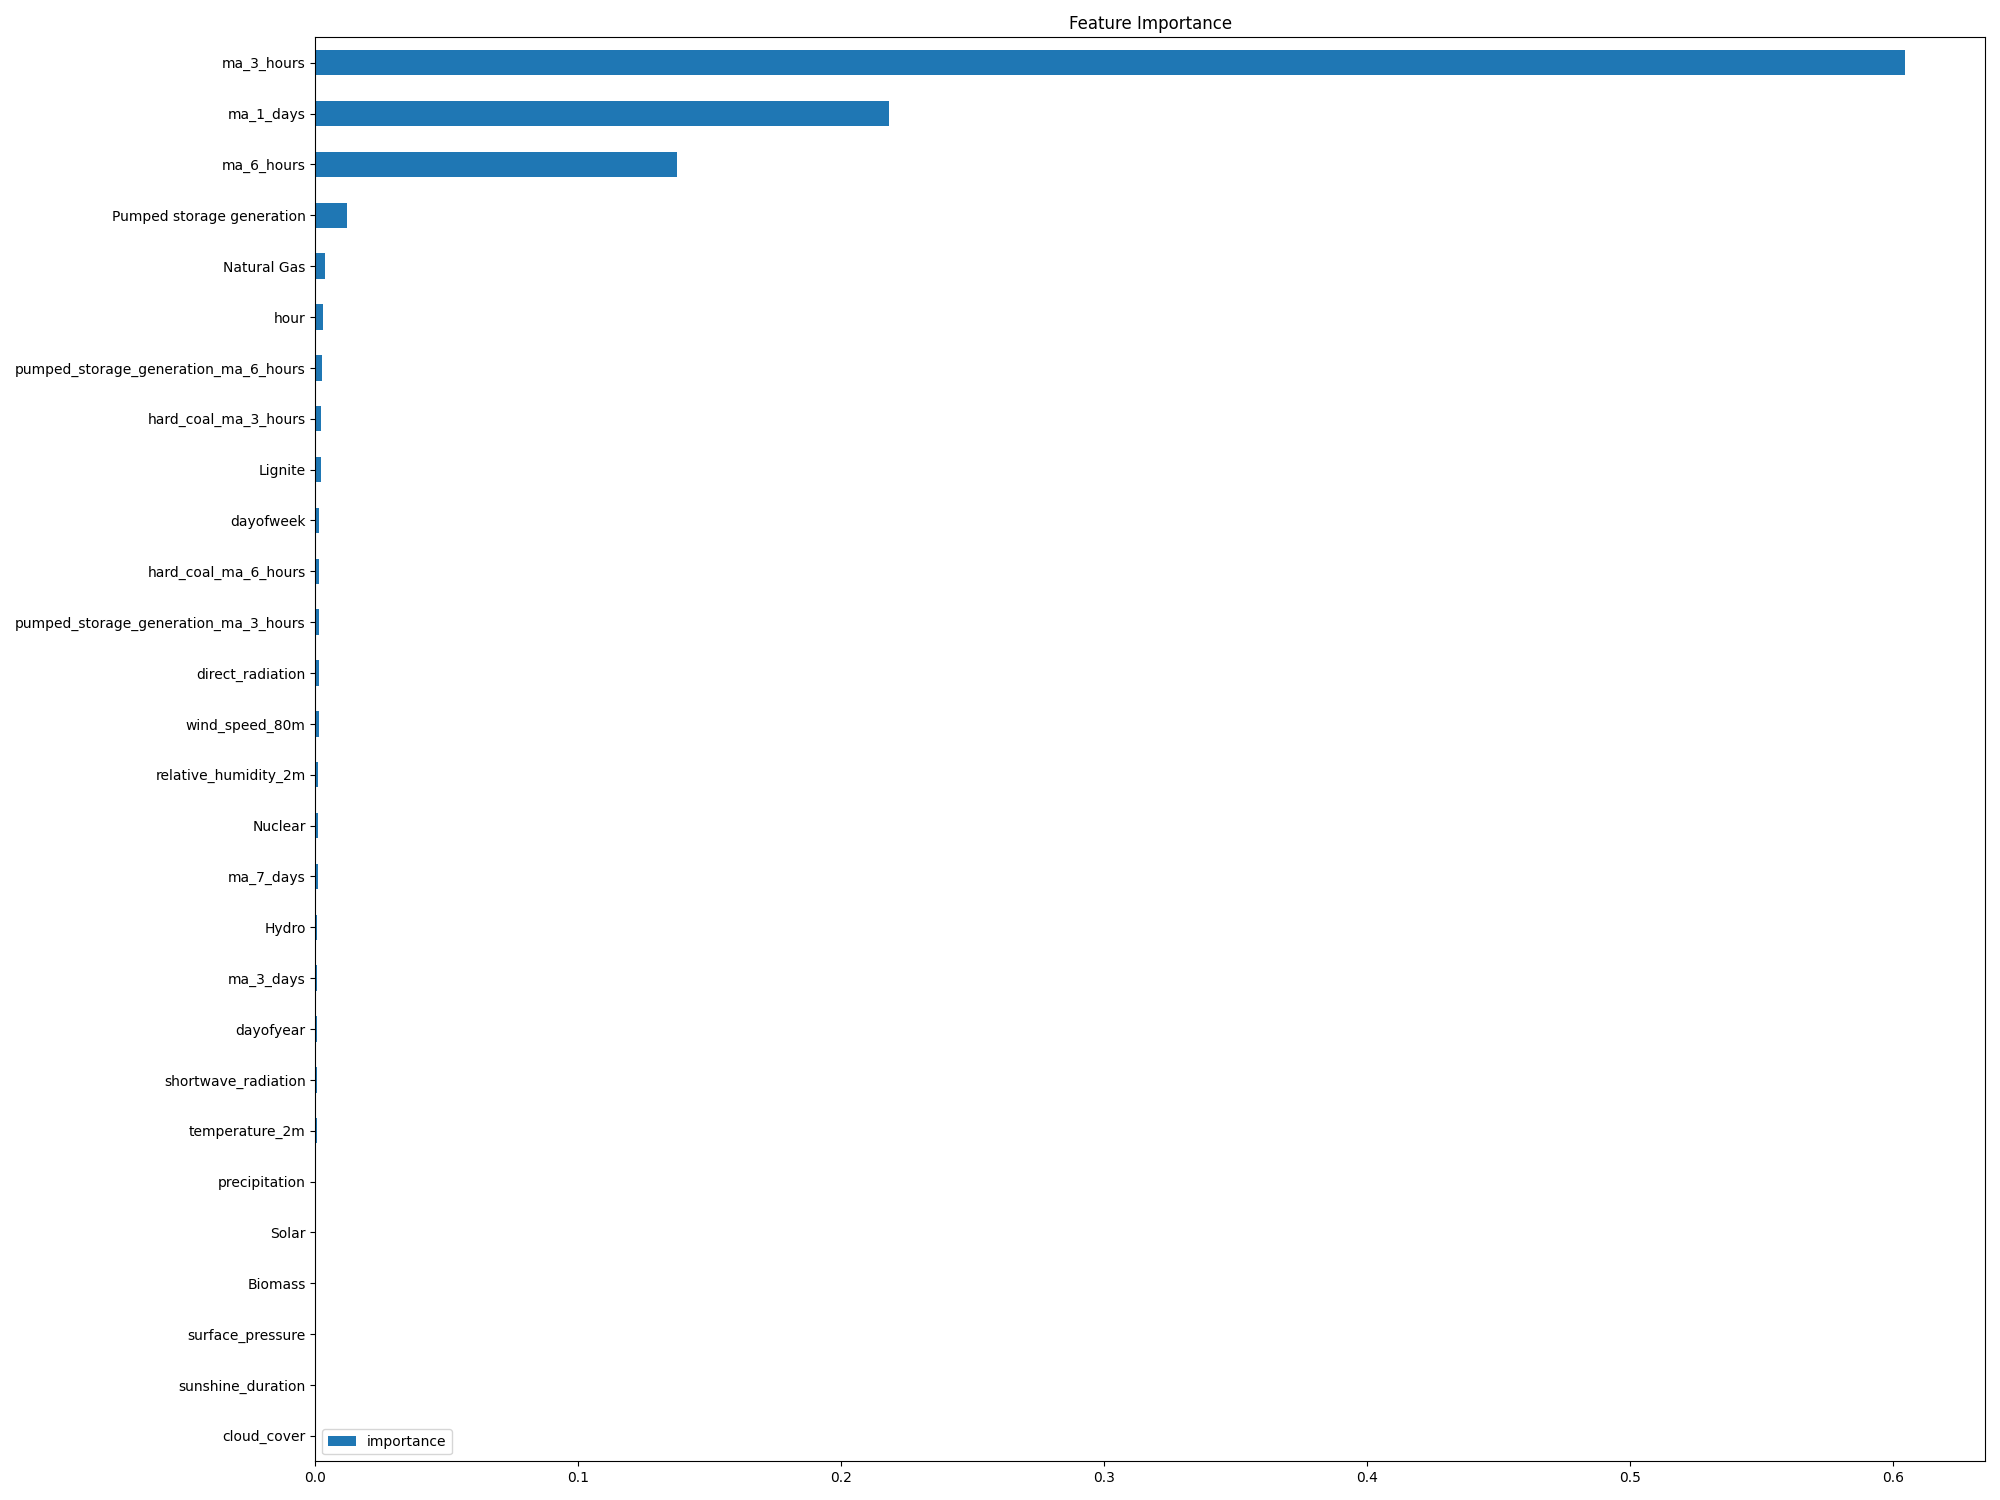 Feature Importance
ma_3_hours
ma_1_days
ma_6_hours
Pumped storage generation
Natural Gas
hour
pumped_storage_generation_ma_6_hours
hard_coal_ma_3_hours
Lignite
dayofweek
hard_coal_ma_6_hours
pumped_storage_generation_ma_3_hours
direct_radiation
wind_speed_80m
relative_humidity_2m
Nuclear
ma_7_days
Hydro
ma_3_days
dayofyear
shortwave_radiation
temperature_2m
precipitation
Solar
Biomass
surface_pressure
sunshine_duration
cloud_cover
importance
0.0 0.1 0.2 0.3 0.4 0.5 0.6